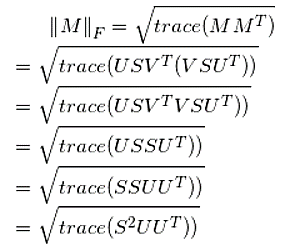 ‖M‖_F = √trace(MM^T)
= √trace(USV^T(VSU^T))
= √trace(USV^TVSU^T))
= √trace(USSU^T))
= √trace(SSUU^T))
= √trace(S^2UU^T))